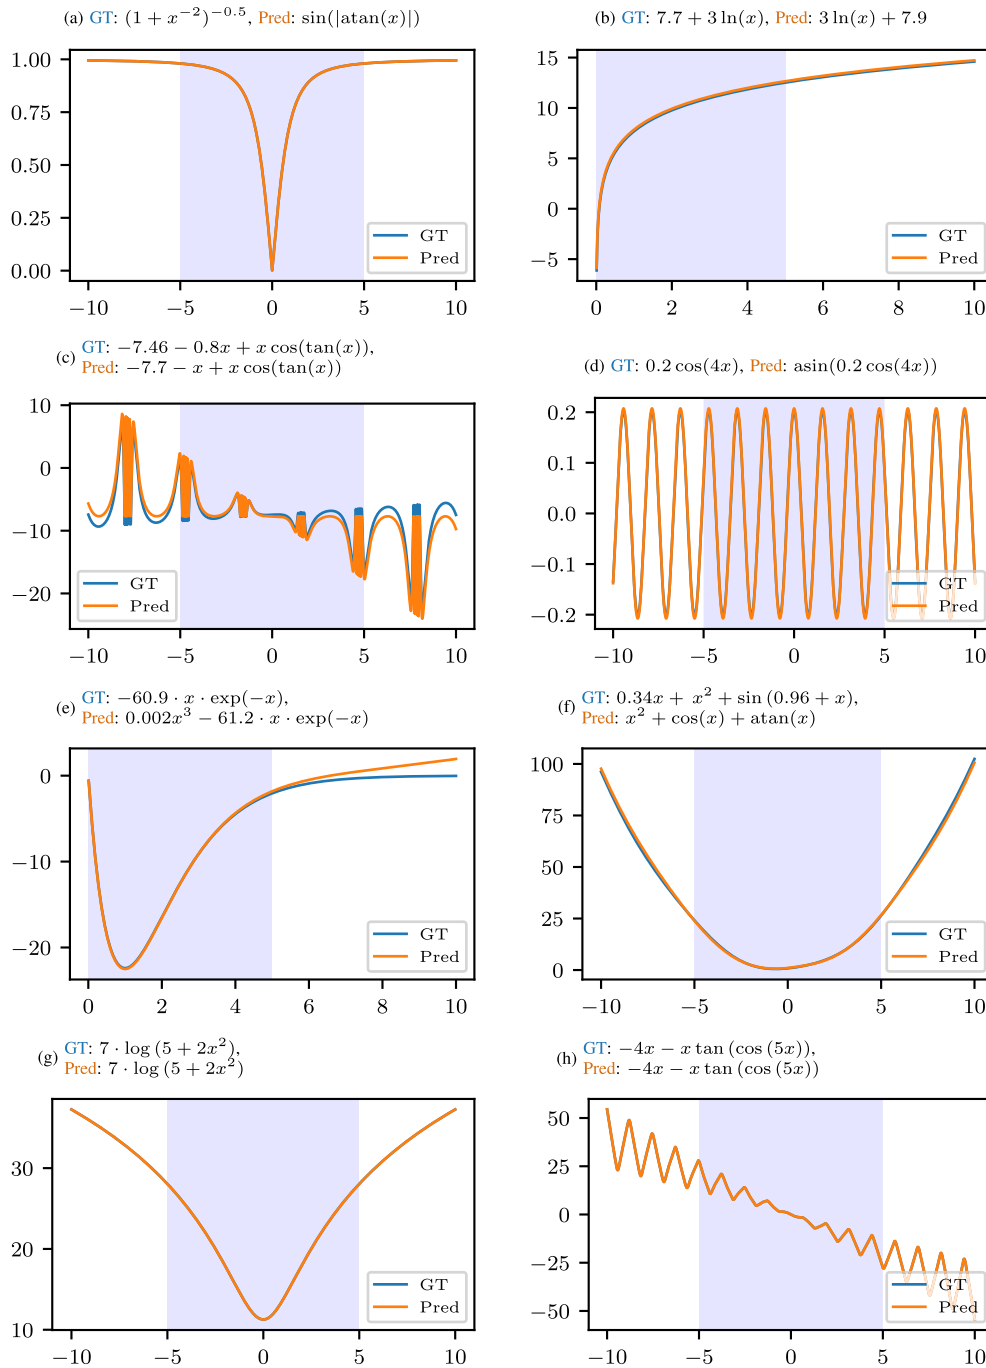 (a) GT: (1 + x⁻²)⁻⁰·⁵, Pred: sin(|atan(x)|)
1.00
0.75
0.50
0.25
0.00
GT
Pred
−10 −5 0 5 10
(b) GT: 7.7 + 3 ln(x), Pred: 3 ln(x) + 7.9
15
10
5
0
−5
GT
Pred
0 2 4 6 8 10
(c) GT: −7.46 − 0.8x + x cos(tan(x)),
Pred: −7.7 − x + x cos(tan(x))
10
0
−10
−20
GT
Pred
−10 −5 0 5 10
(d) GT: 0.2 cos(4x), Pred: asin(0.2 cos(4x))
0.2
0.1
0.0
−0.1
−0.2
GT
Pred
−10 −5 0 5 10
(e) GT: −60.9 · x · exp(−x),
Pred: 0.002x³ − 61.2 · x · exp(−x)
0
−10
−20
GT
Pred
0 2 4 6 8 10
(f) GT: 0.34x + x² + sin (0.96 + x),
Pred: x² + cos(x) + atan(x)
100
75
50
25
0
GT
Pred
−10 −5 0 5 10
(g) GT: 7 · log (5 + 2x²),
Pred: 7 · log (5 + 2x²)
30
20
10
GT
Pred
−10 −5 0 5 10
(h) GT: −4x − x tan (cos (5x)),
Pred: −4x − x tan (cos (5x))
50
25
0
−25
−50
GT
Pred
−10 −5 0 5 10